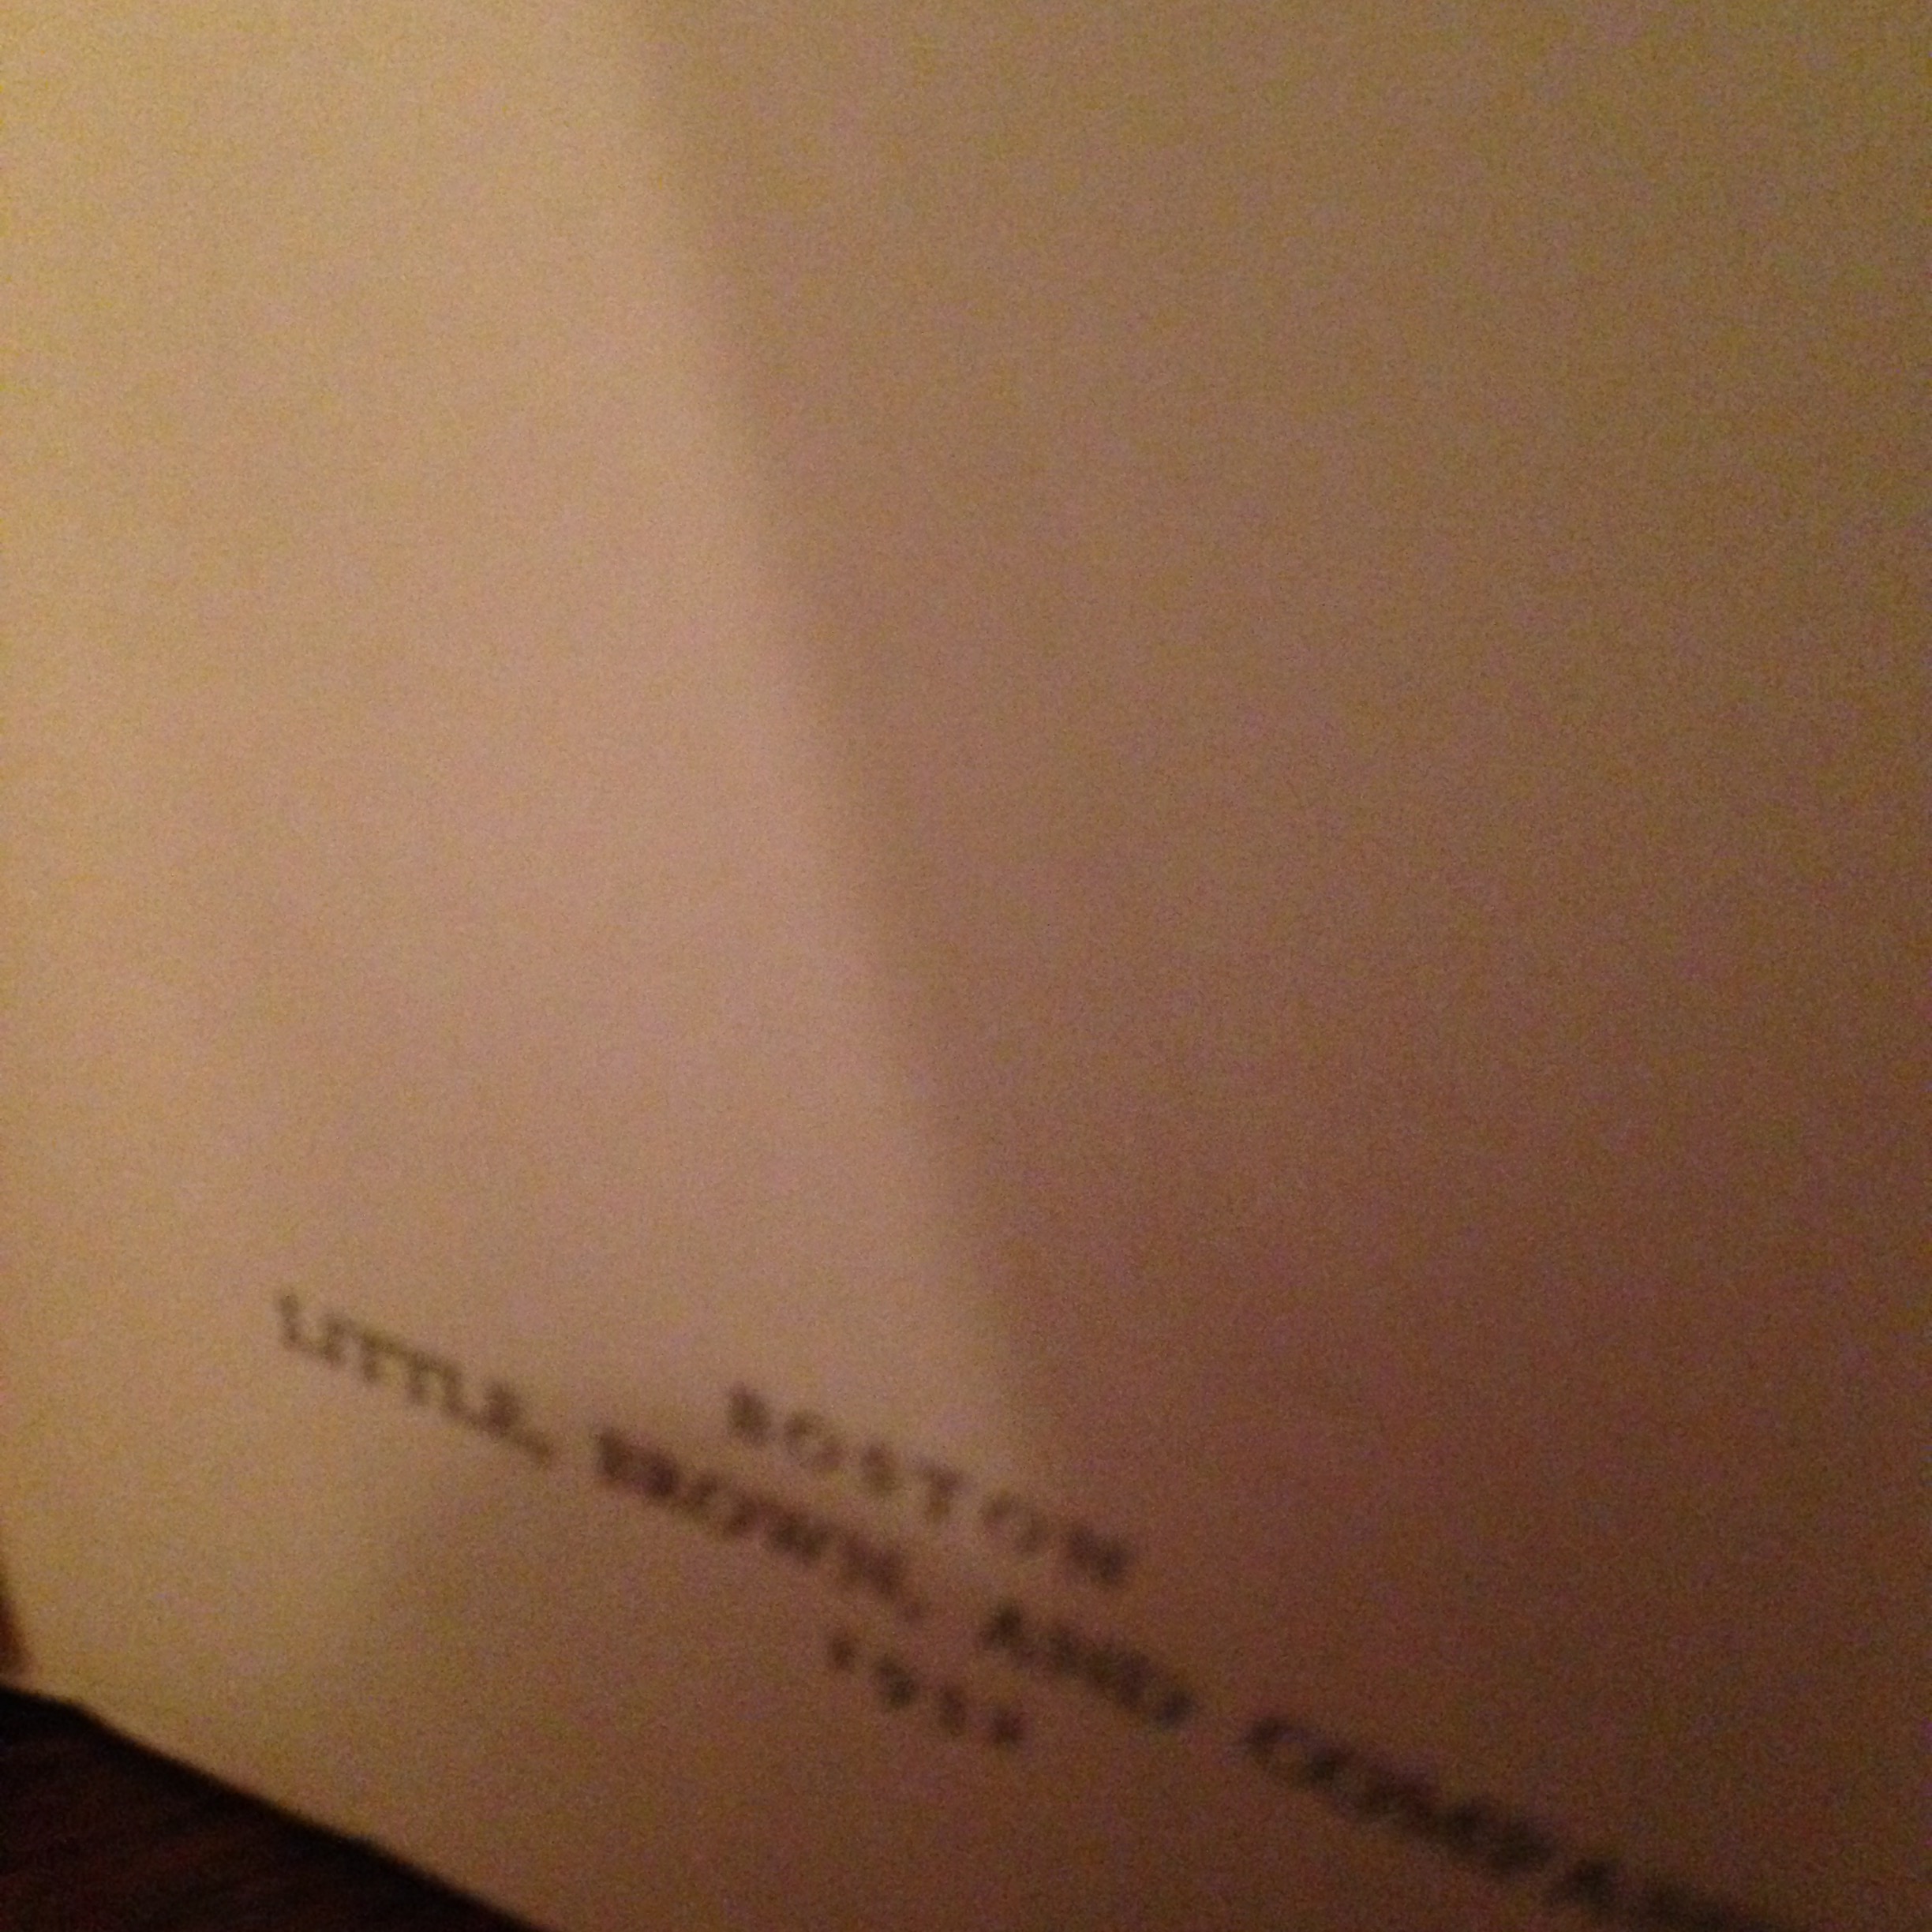 BOSTON
LITTLE, BROWN, AND COMPANY